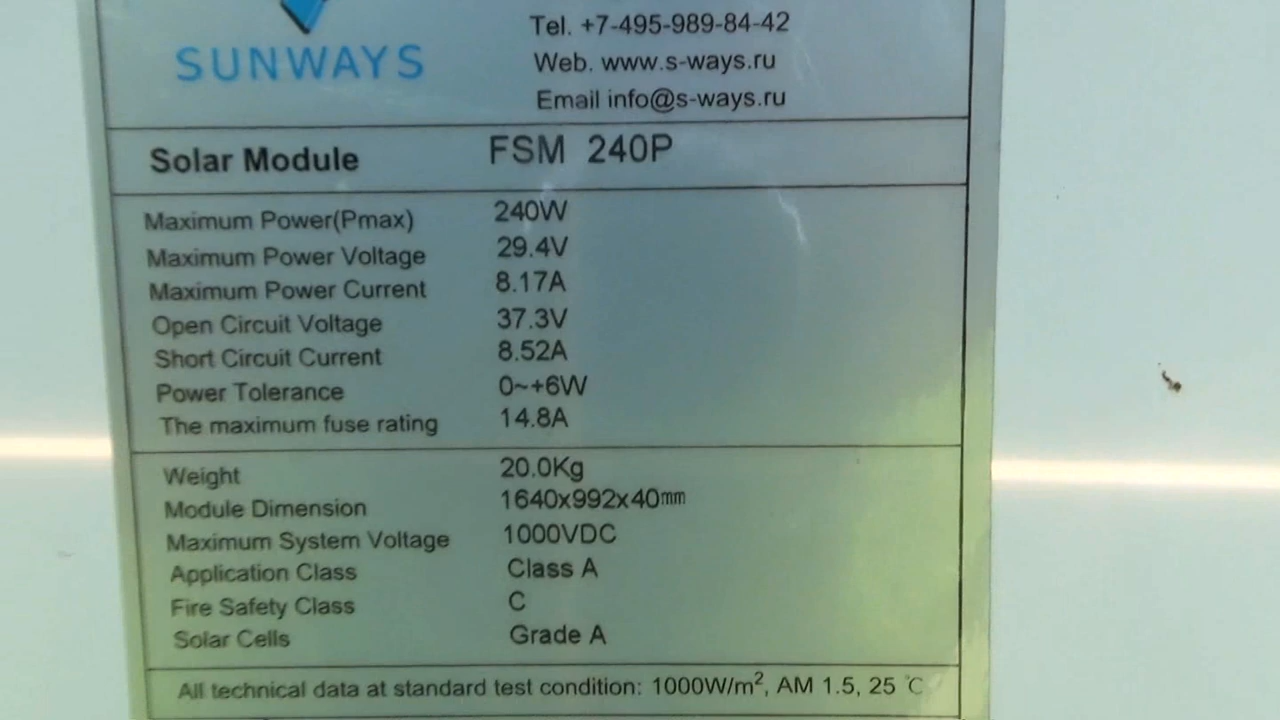 SUNWAYS
Tel. +7-495-989-84-42
Web. www.s-ways.ru
Email info@s-ways.ru
Solar Module FSM 240P
Maximum Power(Pmax) 240W
Maximum Power Voltage 29.4V
Maximum Power Current 8.17A
Open Circuit Voltage 37.3V
Short Circuit Current 8.52A
Power Tolerance 0~+6W
The maximum fuse rating 14.8A
Weight 20.0Kg
Module Dimension 1640x992x40mm
Maximum System Voltage 1000VDC
Application Class Class A
Fire Safety Class C
Solar Cells Grade A
All technical data at standard test condition: 1000W/m², AM 1.5, 25 ℃